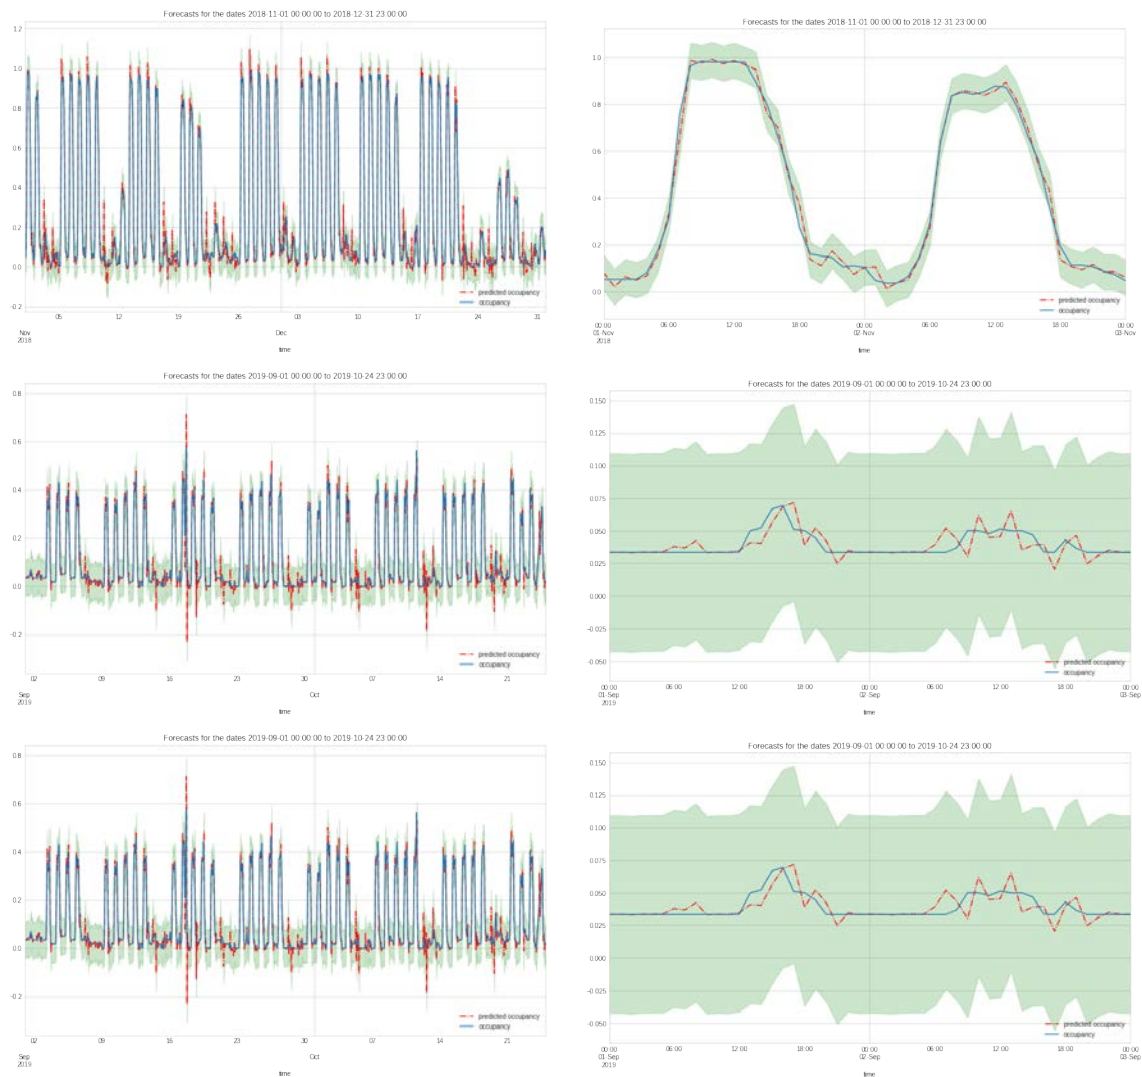 Forecasts for the dates 2018-11-01 00:00:00 to 2018-12-31 23:00:00
1.2
1.0
0.8
0.6
0.4
0.2
0.0
-0.2
predicted occupancy
occupancy
05 12 19 26 03 10 17 24 31
Nov Dec
2018
time
Forecasts for the dates 2018-11-01 00:00:00 to 2018-12-31 23:00:00
1.0
0.8
0.6
0.4
0.2
0.0
predicted occupancy
occupancy
00:00 06:00 12:00 18:00 00:00 06:00 12:00 18:00 00:00
01-Nov 02-Nov 03-Nov
2018
time
Forecasts for the dates 2019-09-01 00:00:00 to 2019-10-24 23:00:00
0.8
0.6
0.4
0.2
0.0
-0.2
predicted occupancy
occupancy
02 09 16 23 30 07 14 21
Sep Oct
2019
time
Forecasts for the dates 2019-09-01 00:00:00 to 2019-10-24 23:00:00
0.150
0.125
0.100
0.075
0.050
0.025
0.000
-0.025
-0.050
predicted occupancy
occupancy
00:00 06:00 12:00 18:00 00:00 06:00 12:00 18:00 00:00
01-Sep 02-Sep 03-Sep
2019
time
Forecasts for the dates 2019-09-01 00:00:00 to 2019-10-24 23:00:00
0.8
0.6
0.4
0.2
0.0
-0.2
predicted occupancy
occupancy
02 09 16 23 30 07 14 21
Sep Oct
2019
time
Forecasts for the dates 2019-09-01 00:00:00 to 2019-10-24 23:00:00
0.150
0.125
0.100
0.075
0.050
0.025
0.000
-0.025
-0.050
predicted occupancy
occupancy
00:00 06:00 12:00 18:00 00:00 06:00 12:00 18:00 00:00
01-Sep 02-Sep 03-Sep
2019
time